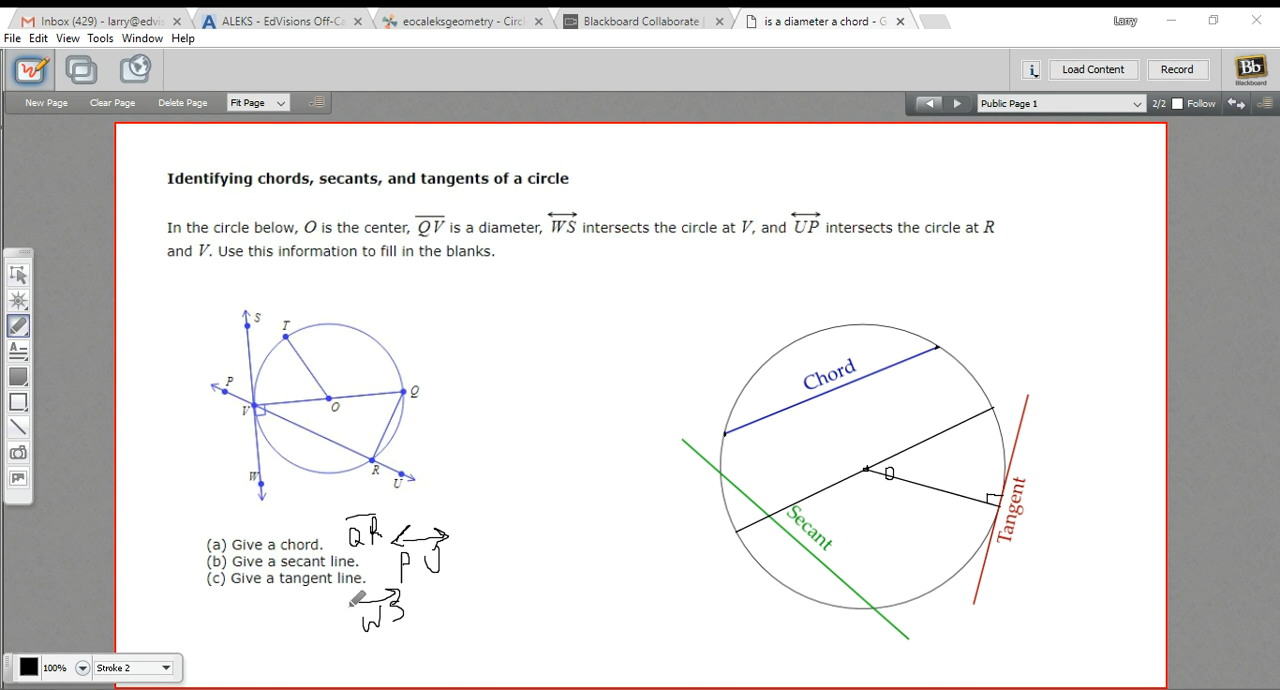 Inbox (429) - larry@edvis
ALEKS - EdVisions Off-Ca
eocaleksgeometry - Circl
Blackboard Collaborate |
is a diameter a chord - G
Larry
File Edit View Tools Window Help
i
Load Content
Record
Bb
Blackboard
New Page Clear Page Delete Page Fit Page
Public Page 1
2/2
Follow
Identifying chords, secants, and tangents of a circle
In the circle below, O is the center, QV is a diameter, WS intersects the circle at V, and UP intersects the circle at R
and V. Use this information to fill in the blanks.
S
T
P
Q
V
O
W
R
U
Chord
O
Secant
Tangent
(a) Give a chord. QR
(b) Give a secant line. PU
(c) Give a tangent line.
WS
100% Stroke 2